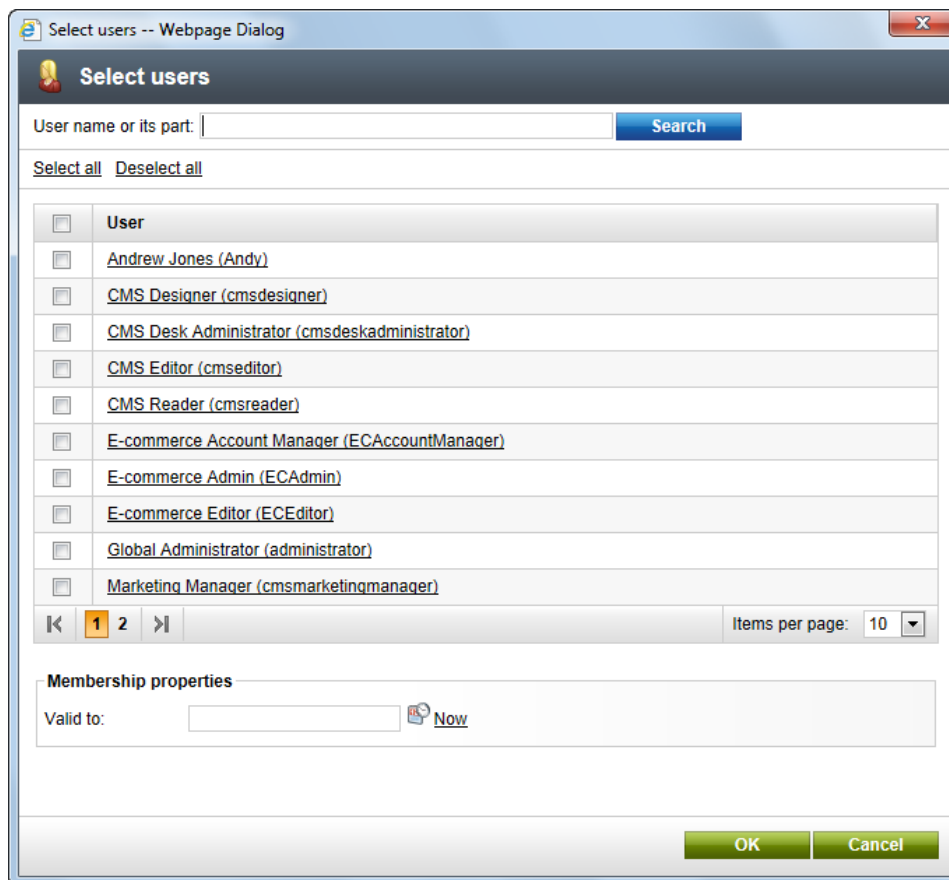 Select users -- Webpage Dialog
Select users
User name or its part: Search
Select all Deselect all
User
Andrew Jones (Andy)
CMS Designer (cmsdesigner)
CMS Desk Administrator (cmsdeskadministrator)
CMS Editor (cmseditor)
CMS Reader (cmsreader)
E-commerce Account Manager (ECAccountManager)
E-commerce Admin (ECAdmin)
E-commerce Editor (ECEditor)
Global Administrator (administrator)
Marketing Manager (cmsmarketingmanager)
1 2 Items per page: 10
Membership properties
Valid to: Now
OK Cancel